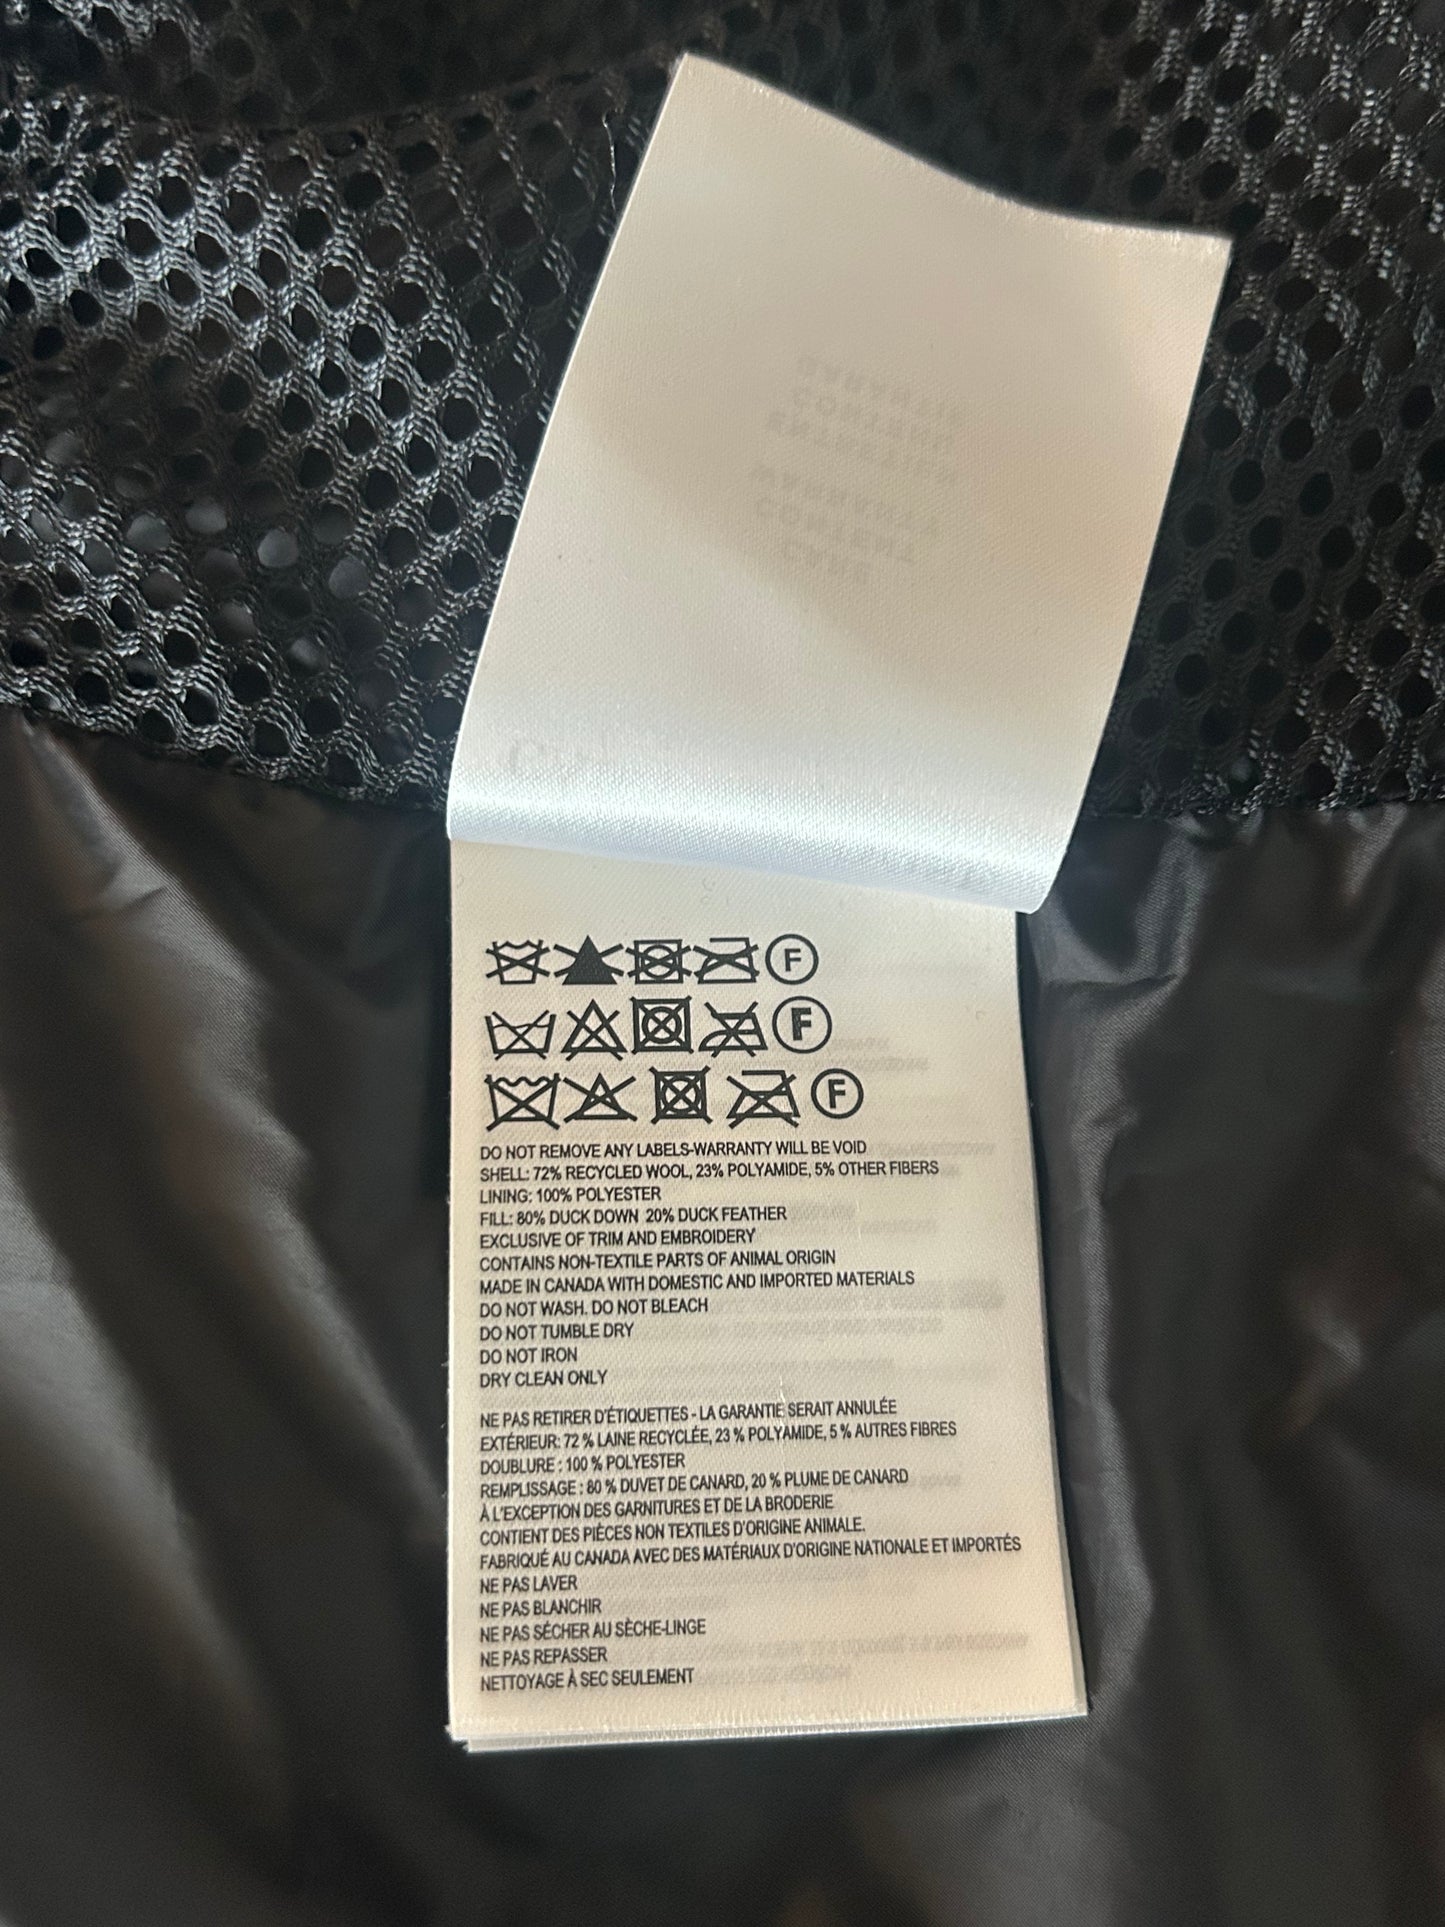 F
F
F
DO NOT REMOVE ANY LABELS-WARRANTY WILL BE VOID
SHELL: 72% RECYCLED WOOL, 23% POLYAMIDE, 5% OTHER FIBERS
LINING: 100% POLYESTER
FILL: 80% DUCK DOWN 20% DUCK FEATHER
EXCLUSIVE OF TRIM AND EMBROIDERY
CONTAINS NON-TEXTILE PARTS OF ANIMAL ORIGIN
MADE IN CANADA WITH DOMESTIC AND IMPORTED MATERIALS
DO NOT WASH. DO NOT BLEACH
DO NOT TUMBLE DRY
DO NOT IRON
DRY CLEAN ONLY
NE PAS RETIRER D'ÉTIQUETTES - LA GARANTIE SERAIT ANNULÉE
EXTÉRIEUR: 72 % LAINE RECYCLÉE, 23 % POLYAMIDE, 5 % AUTRES FIBRES
DOUBLURE : 100 % POLYESTER
REMPLISSAGE : 80 % DUVET DE CANARD, 20 % PLUME DE CANARD
À L'EXCEPTION DES GARNITURES ET DE LA BRODERIE
CONTIENT DES PIÈCES NON TEXTILES D'ORIGINE ANIMALE.
FABRIQUÉ AU CANADA AVEC DES MATÉRIAUX D'ORIGINE NATIONALE ET IMPORTÉS
NE PAS LAVER
NE PAS BLANCHIR
NE PAS SÉCHER AU SÈCHE-LINGE
NE PAS REPASSER
NETTOYAGE À SEC SEULEMENT